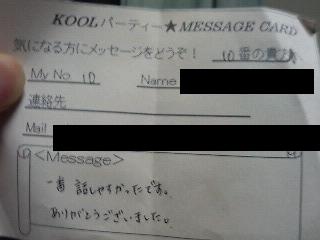 KOOLパーティー★MESSAGE CARD
気になる方にメッセージをどうぞ！ 10番の貴方
My No 10 Name
連絡先
Mail
<Message>
一番 話しやすかったです。
ありがとうございました。